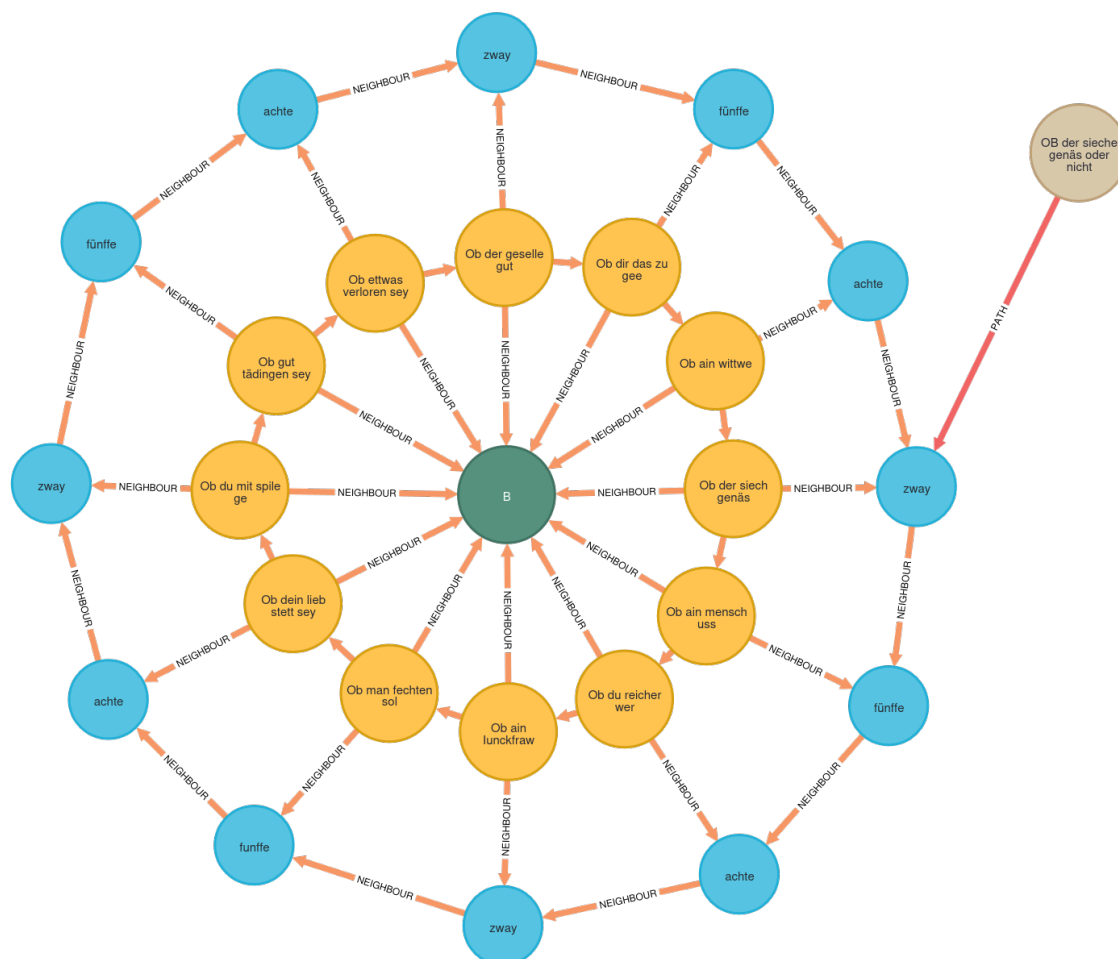 zway
NEIGHBOUR
NEIGHBOUR
achte
fünffe
OB der sieche
genäs oder
nicht
NEIGHBOUR
NEIGHBOUR
NEIGHBOUR
NEIGHBOUR
NEIGHBOUR
fünffe
Ob der geselle
gut
Ob dir das zu
gee
Ob ettwas
verloren sey
achte
NEIGHBOUR
NEIGHBOUR
PATH
Ob gut
tädingen sey
Ob ain wittwe
NEIGHBOUR
NEIGHBOUR
NEIGHBOUR
NEIGHBOUR
NEIGHBOUR
NEIGHBOUR
NEIGHBOUR
zway
NEIGHBOUR
Ob du mit spile
ge
NEIGHBOUR
B
NEIGHBOUR
Ob der siech
genäs
NEIGHBOUR
zway
NEIGHBOUR
NEIGHBOUR
NEIGHBOUR
NEIGHBOUR
Ob dein lieb
stett sey
NEIGHBOUR
NEIGHBOUR
NEIGHBOUR
Ob ain mensch
uss
NEIGHBOUR
NEIGHBOUR
achte
Ob man fechten
sol
Ob ain
Iunckfraw
Ob du reicher
wer
fünffe
NEIGHBOUR
NEIGHBOUR
NEIGHBOUR
NEIGHBOUR
NEIGHBOUR
funffe
achte
NEIGHBOUR
NEIGHBOUR
zway